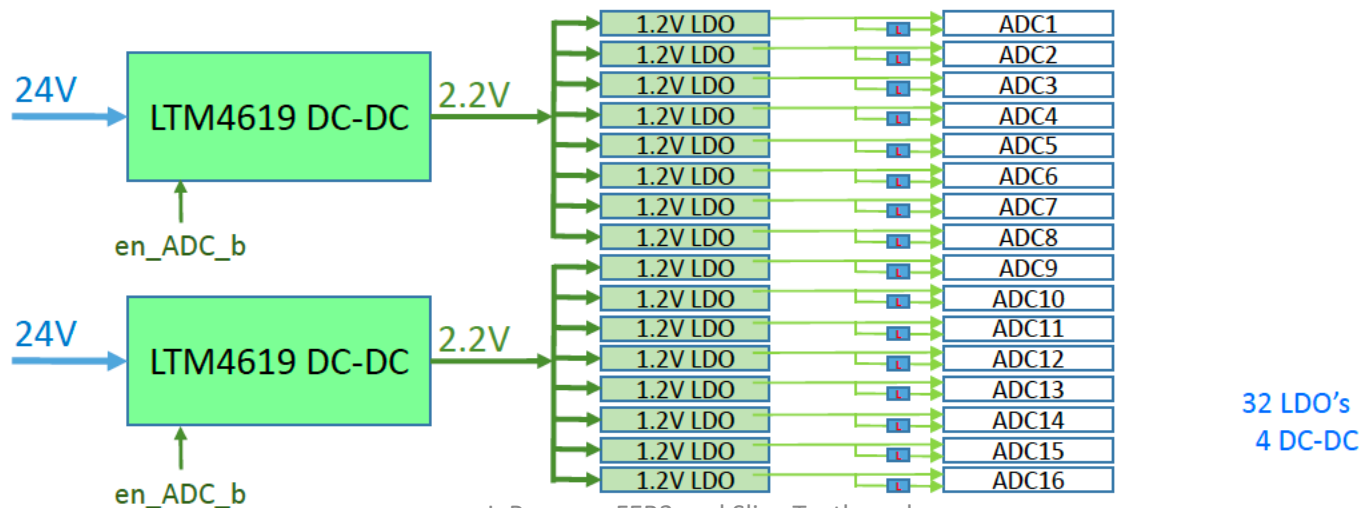 24V
LTM4619 DC-DC
2.2V
en_ADC_b
24V
LTM4619 DC-DC
2.2V
en_ADC_b
1.2V LDO L ADC1
1.2V LDO L ADC2
1.2V LDO L ADC3
1.2V LDO L ADC4
1.2V LDO L ADC5
1.2V LDO L ADC6
1.2V LDO L ADC7
1.2V LDO L ADC8
1.2V LDO L ADC9
1.2V LDO L ADC10
1.2V LDO L ADC11
1.2V LDO L ADC12
1.2V LDO L ADC13
1.2V LDO L ADC14
1.2V LDO L ADC15
1.2V LDO L ADC16
32 LDO's
4 DC-DC